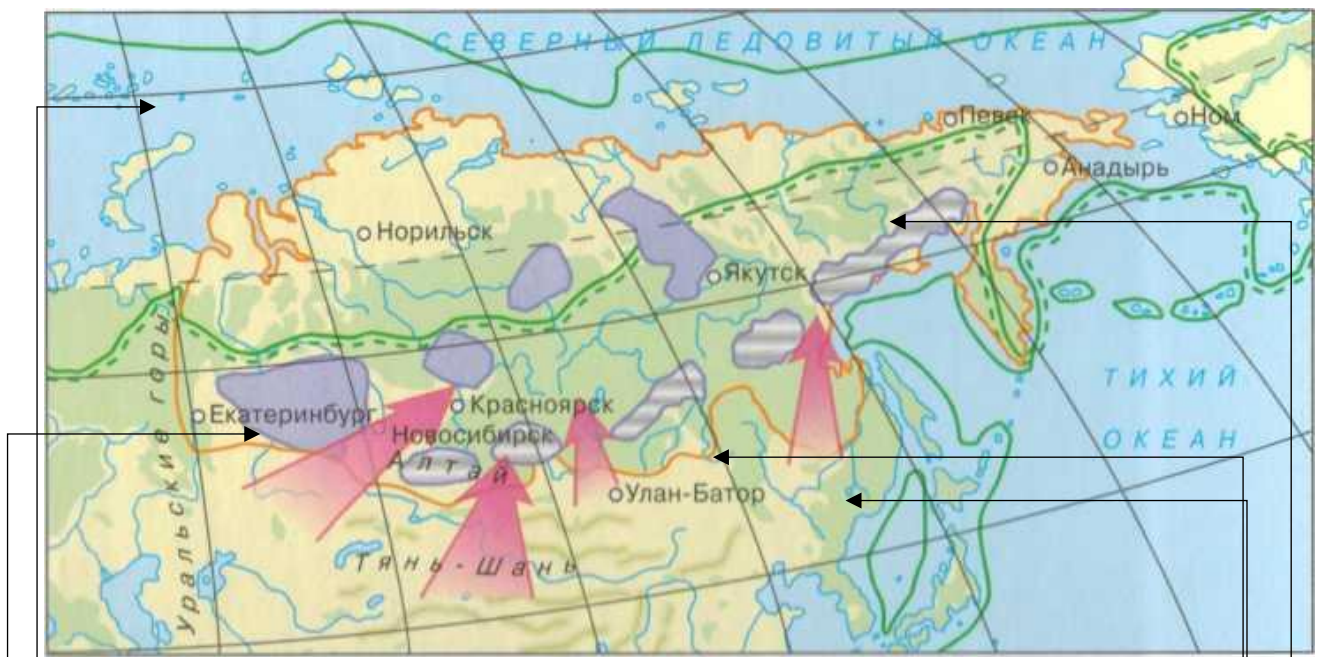 СЕВЕРНЫЙ ЛЕДОВИТЫЙ ОКЕАН
Певек
Ном
Анадырь
Норильск
Якутск
ТИХИЙ
ОКЕАН
Екатеринбург
Красноярск
Новосибирск
Алтай
Улан-Батор
Тянь-Шань
Уральские горы